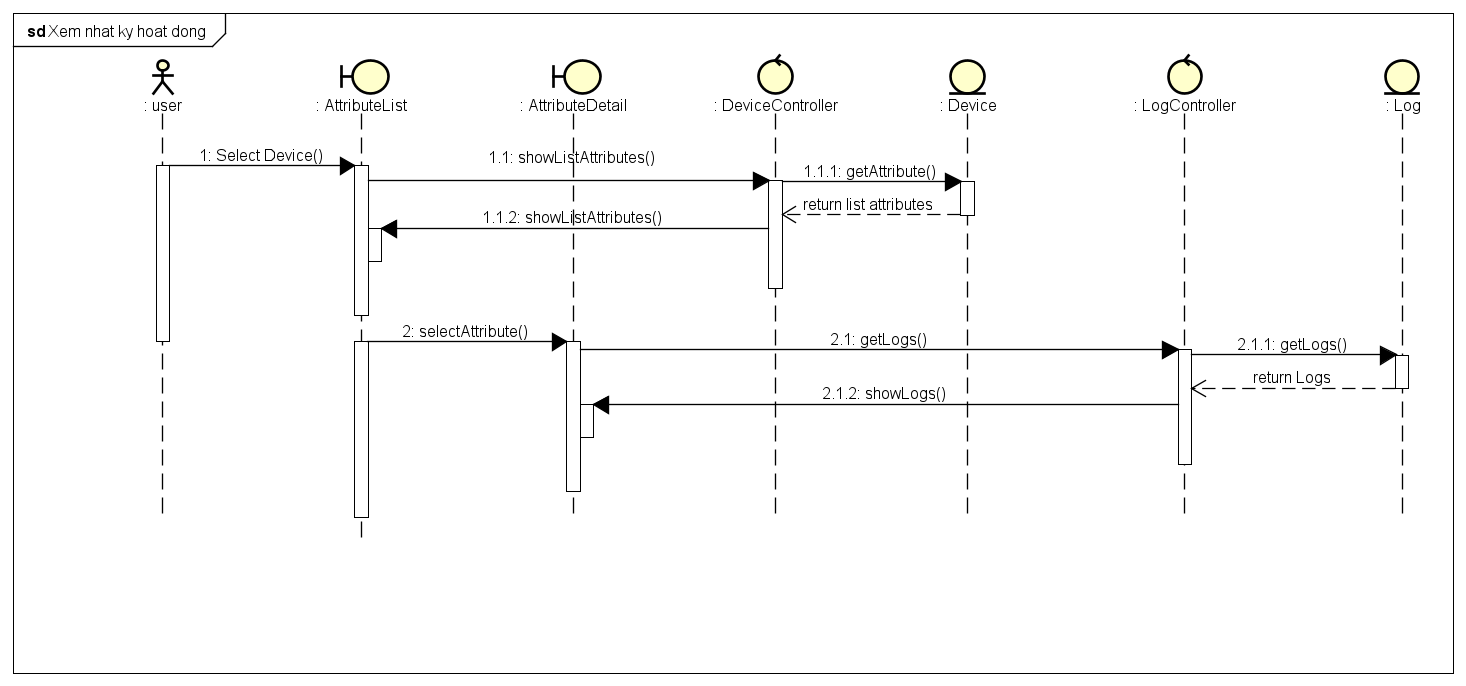 sd Xem nhat ky hoat dong
: user
: AttributeList
: AttributeDetail
: DeviceController
: Device
: LogController
: Log
1: Select Device()
1.1: showListAttributes()
1.1.1: getAttribute()
return list attributes
1.1.2: showListAttributes()
2: selectAttribute()
2.1: getLogs()
2.1.1: getLogs()
return Logs
2.1.2: showLogs()